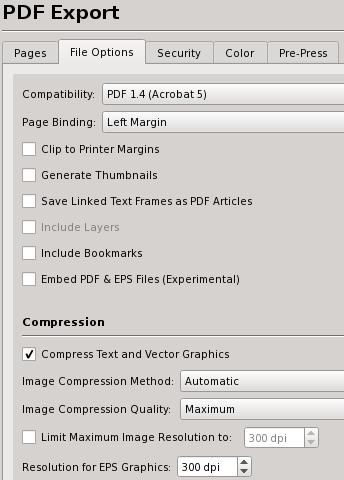 PDF Export
Pages File Options Security Color Pre-Press
Compatibility: PDF 1.4 (Acrobat 5)
Page Binding: Left Margin
Clip to Printer Margins
Generate Thumbnails
Save Linked Text Frames as PDF Articles
Include Layers
Include Bookmarks
Embed PDF & EPS Files (Experimental)
Compression
Compress Text and Vector Graphics
Image Compression Method: Automatic
Image Compression Quality: Maximum
Limit Maximum Image Resolution to: 300 dpi
Resolution for EPS Graphics: 300 dpi